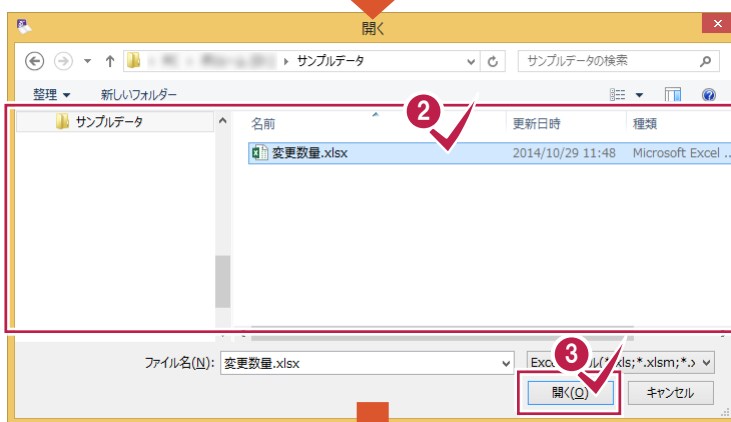 開く
サンプルデータ サンプルデータの検索
整理 新しいフォルダー
サンプルデータ 名前 更新日時 種類
2
変更数量.xlsx 2014/10/29 11:48 Microsoft Excel ..
ファイル名(N): 変更数量.xlsx
3
開く(O) キャンセル